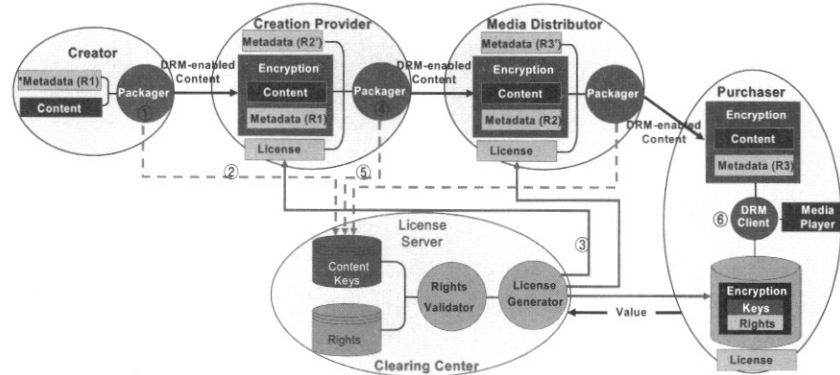 Creator
*Metadata (R1)
Content
Packager
①
DRM-enabled
Content
Creation Provider
Metadata (R2')
Encryption
Content
Metadata (R1)
License
Packager
④
DRM-enabled
Content
Media Distributor
Metadata (R3')
Encryption
Content
Metadata (R2)
License
Packager
DRM-enabled
Content
Purchaser
Encryption
Content
Metadata (R3)
⑥
DRM
Client
Media
Player
Encryption
Keys
Rights
License
②
⑤
③
License
Server
Content
Keys
Rights
Rights
Validator
License
Generator
Value
Clearing Center